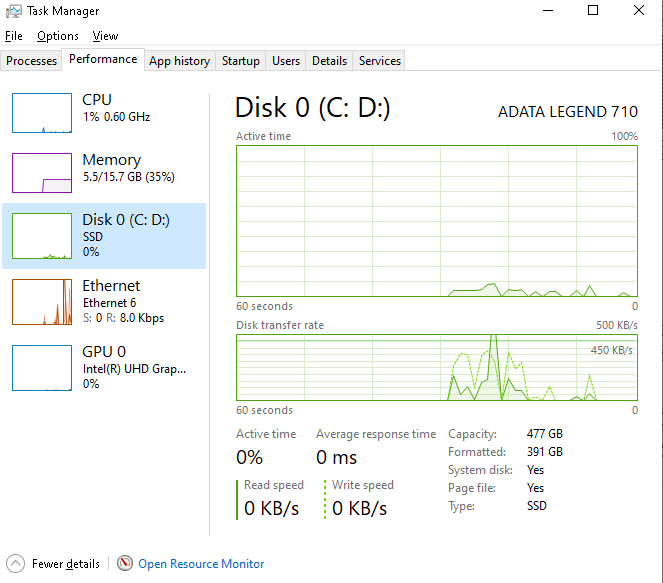 Task Manager
File Options View
Processes Performance App history Startup Users Details Services
CPU
1% 0.60 GHz
Memory
5.5/15.7 GB (35%)
Disk 0 (C: D:)
SSD
0%
Ethernet
Ethernet 6
S: 0 R: 8.0 Kbps
GPU 0
Intel(R) UHD Grap...
0%
Disk 0 (C: D:) ADATA LEGEND 710
Active time 100%
60 seconds 0
Disk transfer rate 500 KB/s
450 KB/s
60 seconds 0
Active time Average response time
0% 0 ms
Read speed Write speed
0 KB/s 0 KB/s
Capacity: 477 GB
Formatted: 391 GB
System disk: Yes
Page file: Yes
Type: SSD
Fewer details Open Resource Monitor